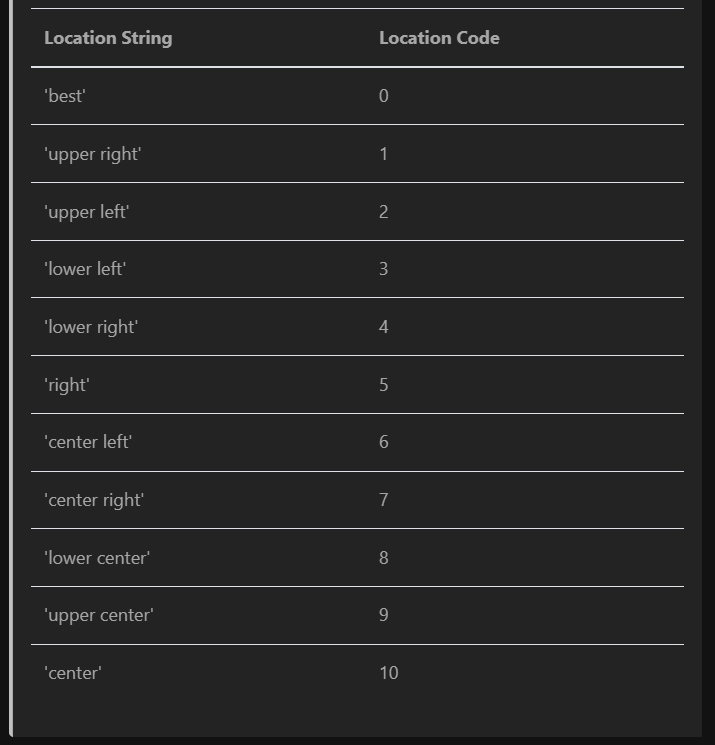 Location String Location Code
'best' 0
'upper right' 1
'upper left' 2
'lower left' 3
'lower right' 4
'right' 5
'center left' 6
'center right' 7
'lower center' 8
'upper center' 9
'center' 10